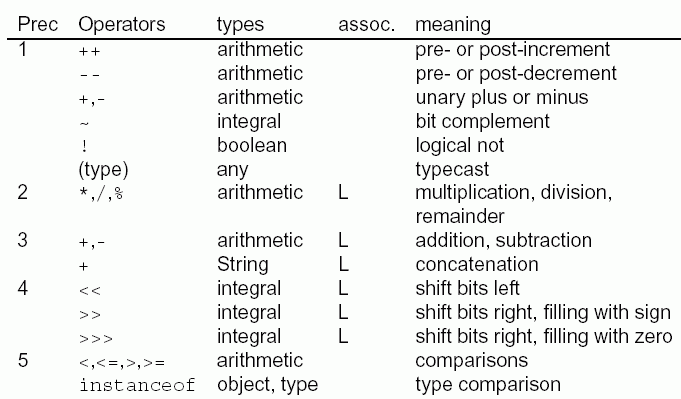 Prec Operators types assoc. meaning
1 ++ arithmetic pre- or post-increment
-- arithmetic pre- or post-decrement
+,- arithmetic unary plus or minus
~ integral bit complement
! boolean logical not
(type) any typecast
2 *,/,% arithmetic L multiplication, division,
remainder
3 +,- arithmetic L addition, subtraction
+ String L concatenation
4 << integral L shift bits left
>> integral L shift bits right, filling with sign
>>> integral L shift bits right, filling with zero
5 <,<=,>,>= arithmetic comparisons
instanceof object, type type comparison